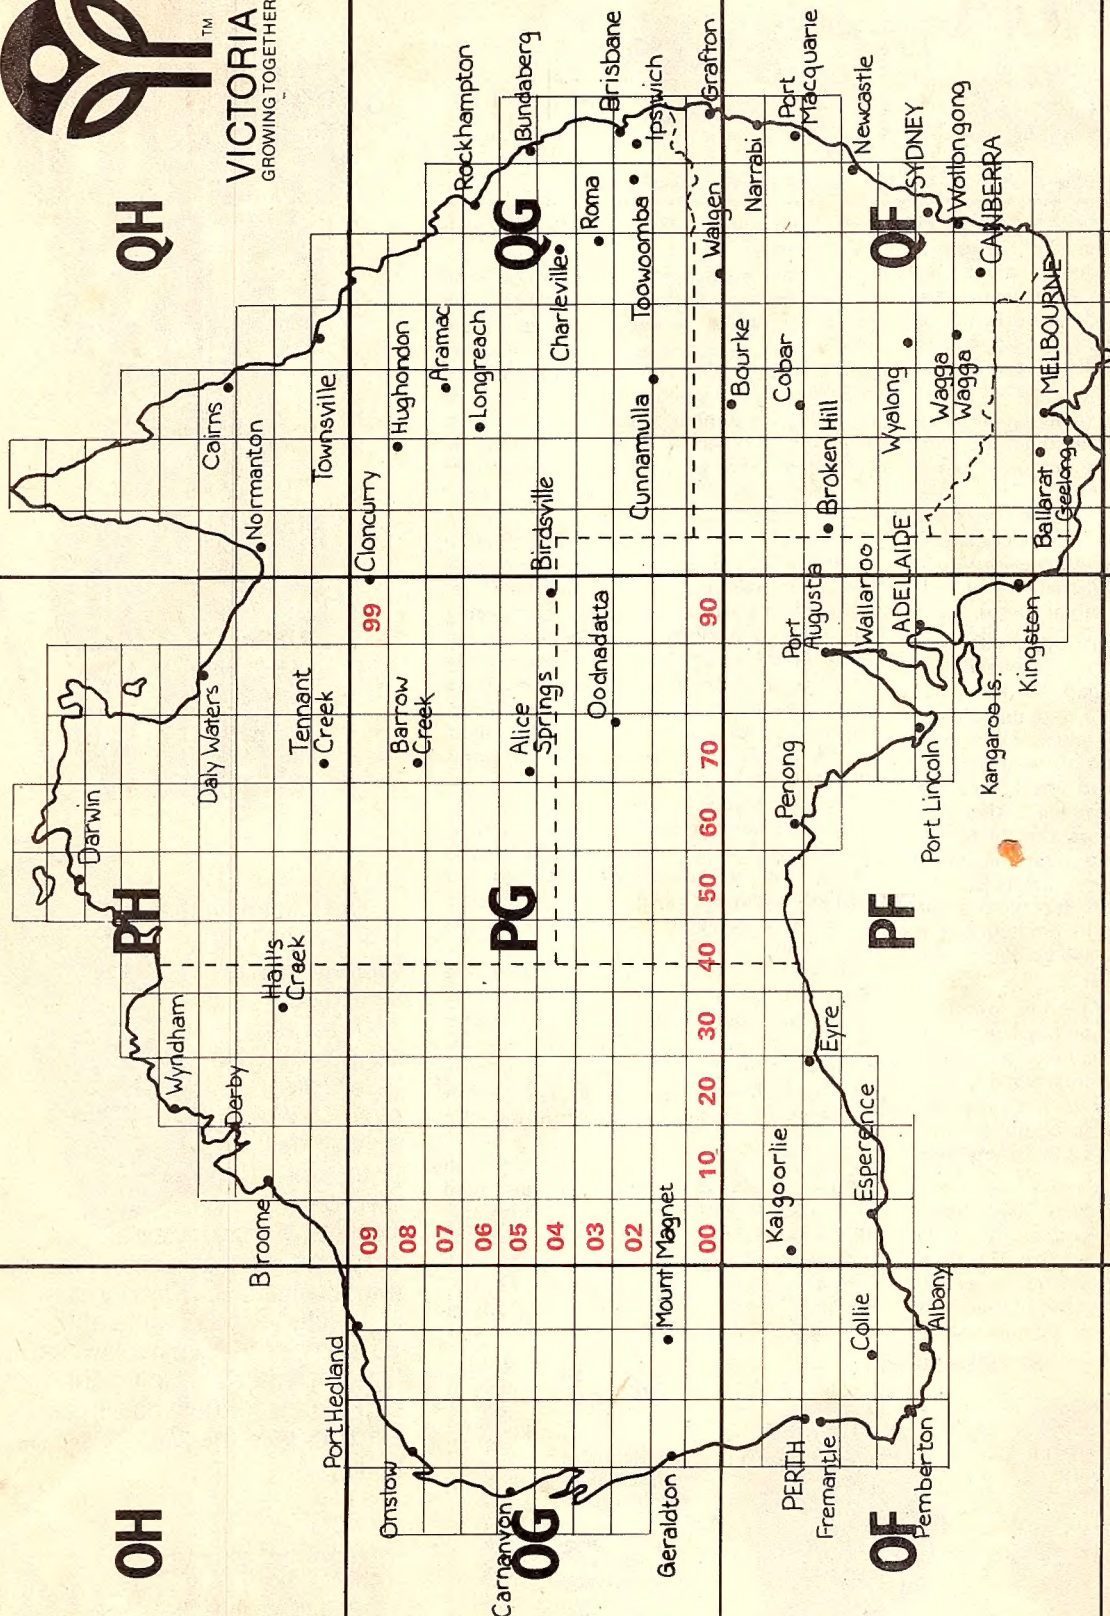 VICTORIA
TM
GROWING TOGETHER
OH
PH
QH
OG
PG
QG
OF
PF
QF
Darwin
Wyndham
Derby
Broome
Halls
Creek
Daly Waters
Tennant
Creek
Normanton
Cairns
Townsville
Port Hedland
Onslow
Carnanvon
Geraldton
Mount Magnet
Cloncurry
Hughondon
Aramac
Longreach
Rockhampton
Bundaberg
Barrow
Creek
Alice
Springs
Birdsville
Oodnadatta
Charleville
Roma
Cunnamulla
Toowoomba
Brisbane
Ipswich
Grafton
Walgen
Bourke
Cobar
Narrabi
Port
Macquarie
Newcastle
SYDNEY
Wollongong
CANBERRA
Wyalong
Wagga
Wagga
Broken Hill
MELBOURNE
Ballarat
Geelong
Kingston
ADELAIDE
Wallaroo
Port
Augusta
Kangaroo Is.
Port Lincoln
Penong
Eyre
Esperence
Kalgoorlie
Collie
Albany
PERTH
Fremantle
Pemberton
09
08
07
06
05
04
03
02
00
10
20
30
40
50
60
70
90
99